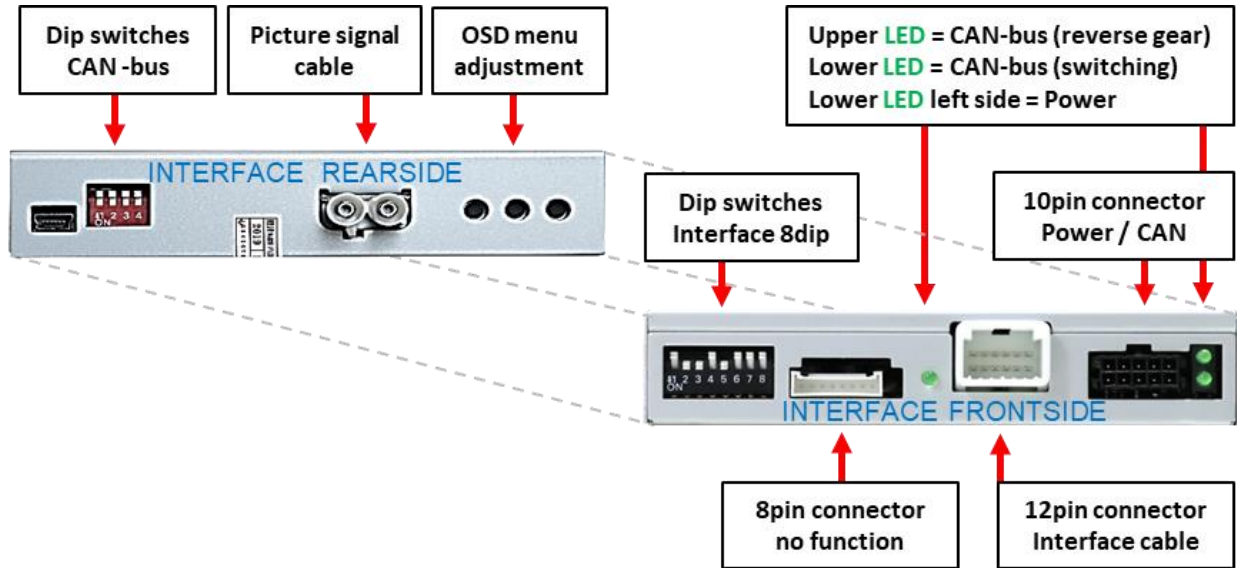 Dip switches
CAN -bus
Picture signal
cable
OSD menu
adjustment
Upper LED = CAN-bus (reverse gear)
Lower LED = CAN-bus (switching)
Lower LED left side = Power
INTERFACE REARSIDE
1 2 3 4
ON
2013
Dip switches
Interface 8dip
10pin connector
Power / CAN
1 2 3 4 5 6 7 8
ON
INTERFACE FRONTSIDE
8pin connector
no function
12pin connector
Interface cable